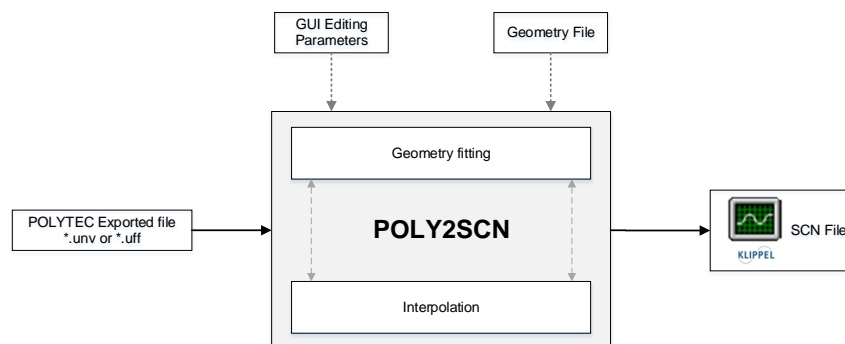 GUI Editing
Parameters
Geometry File
Geometry fitting
POLYTEC Exported file
*.unv or *.uff
POLY2SCN
SCN File
KLIPPEL
Interpolation